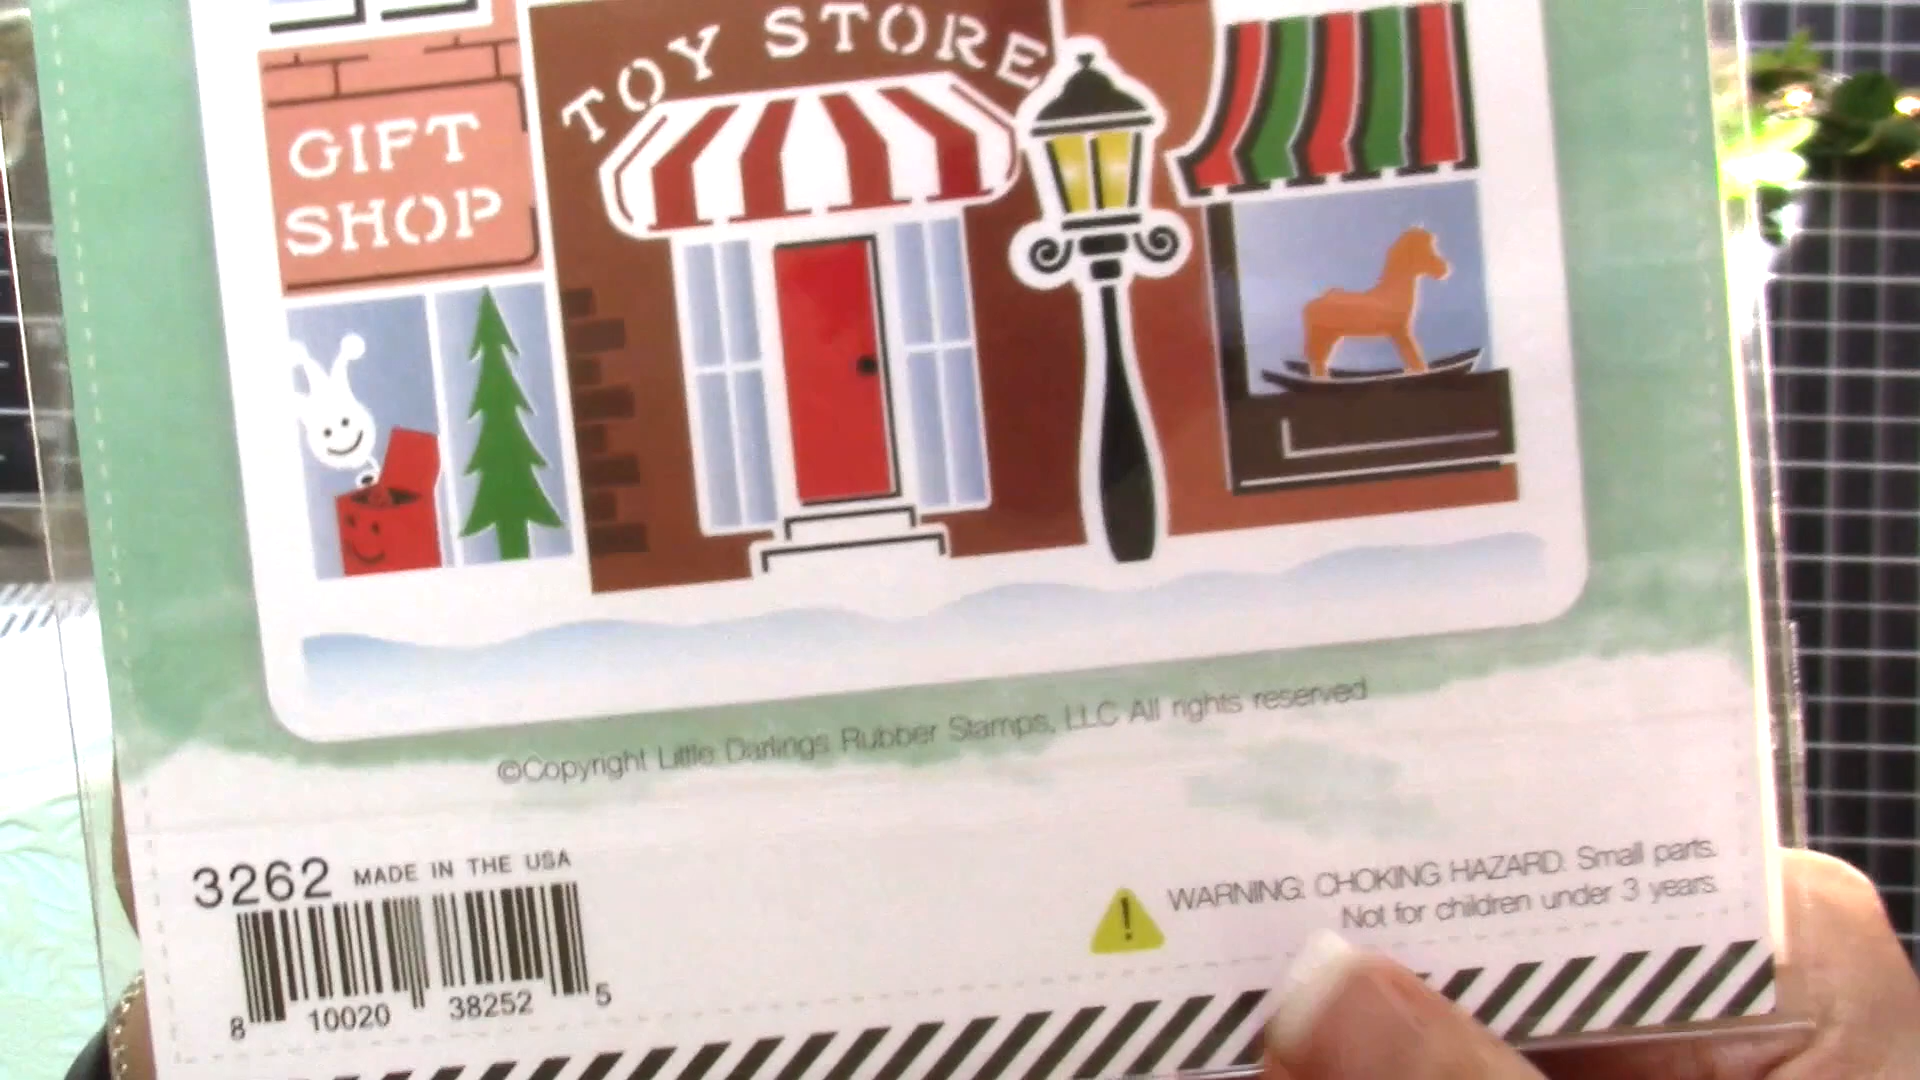 TOY STORE
GIFT
SHOP
©Copyright Little Darlings Rubber Stamps, LLC All rights reserved
3262 MADE IN THE USA
8 10020 38252 5
WARNING: CHOKING HAZARD. Small parts.
Not for children under 3 years.